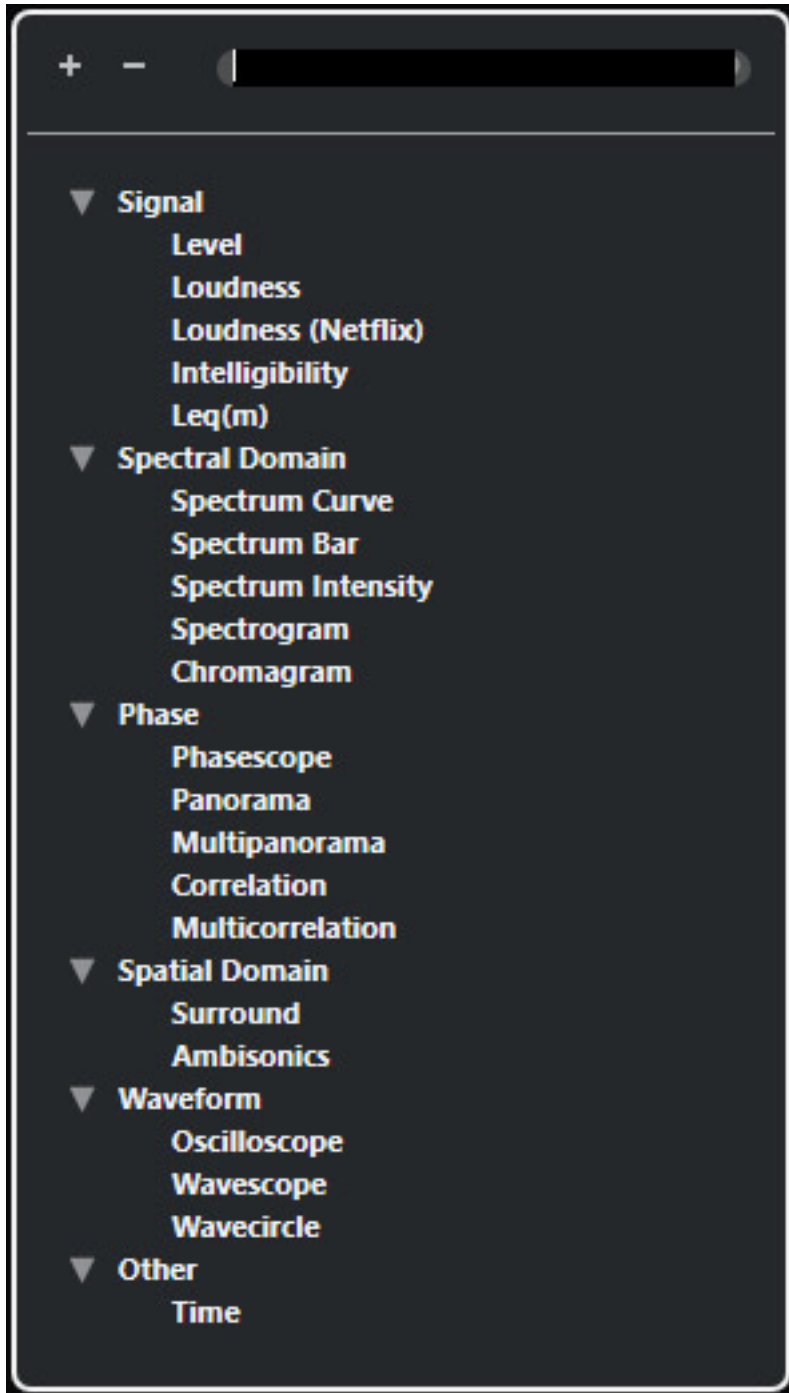 + −
Signal
Level
Loudness
Loudness (Netflix)
Intelligibility
Leq(m)
Spectral Domain
Spectrum Curve
Spectrum Bar
Spectrum Intensity
Spectrogram
Chromagram
Phase
Phasescope
Panorama
Multipanorama
Correlation
Multicorrelation
Spatial Domain
Surround
Ambisonics
Waveform
Oscilloscope
Wavescope
Wavecircle
Other
Time